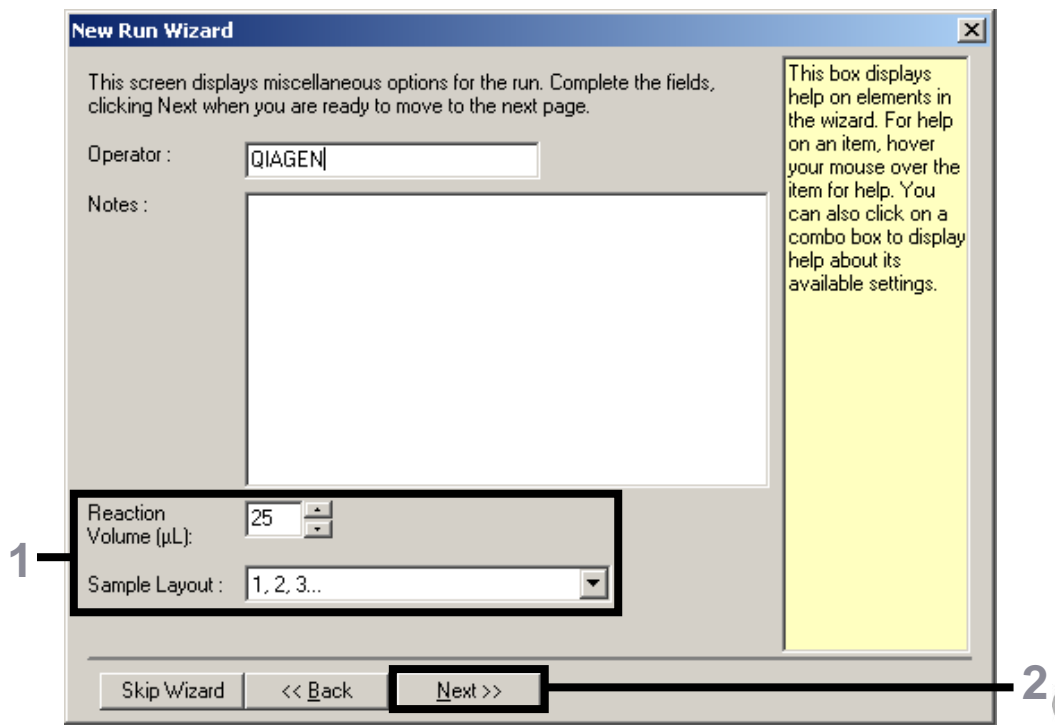 New Run Wizard
This screen displays miscellaneous options for the run. Complete the fields,
clicking Next when you are ready to move to the next page.
This box displays
help on elements in
the wizard. For help
on an item, hover
your mouse over the
item for help. You
can also click on a
combo box to display
help about its
available settings.
Operator :
QIAGEN
Notes :
Reaction
Volume (µL):
25
1
Sample Layout :
1, 2, 3...
Skip Wizard
<< Back
Next >>
2